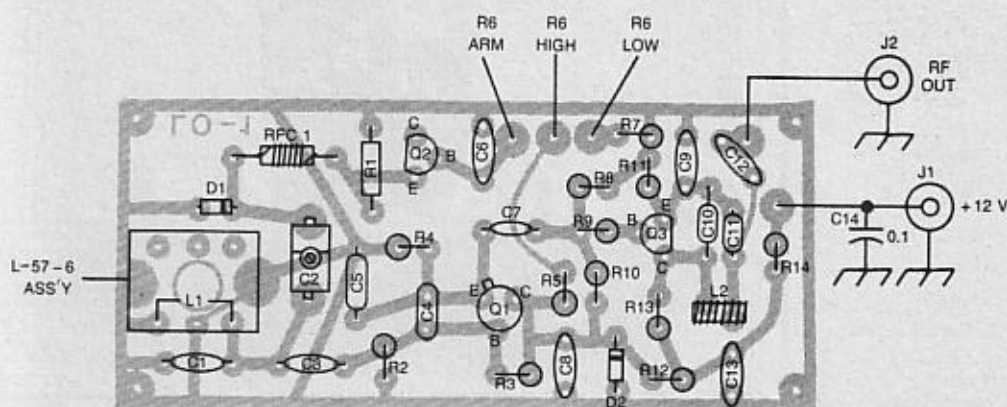 R6 ARM
R6 HIGH
R6 LOW
J2
RF OUT
L-07
RFC 1
R1
C
Q2
B
E
C6
R7
R11
C9
C12
D1
R8
J1
+12 V
C14
0.1
L-57-6 ASS'Y
L1
C2
C5
R4
C7
R9
B
E
Q3
C
C10
C11
R14
R5
R10
E
C
Q1
B
C4
R13
L2
C1
C3
R2
R3
C8
D2
R12
C13